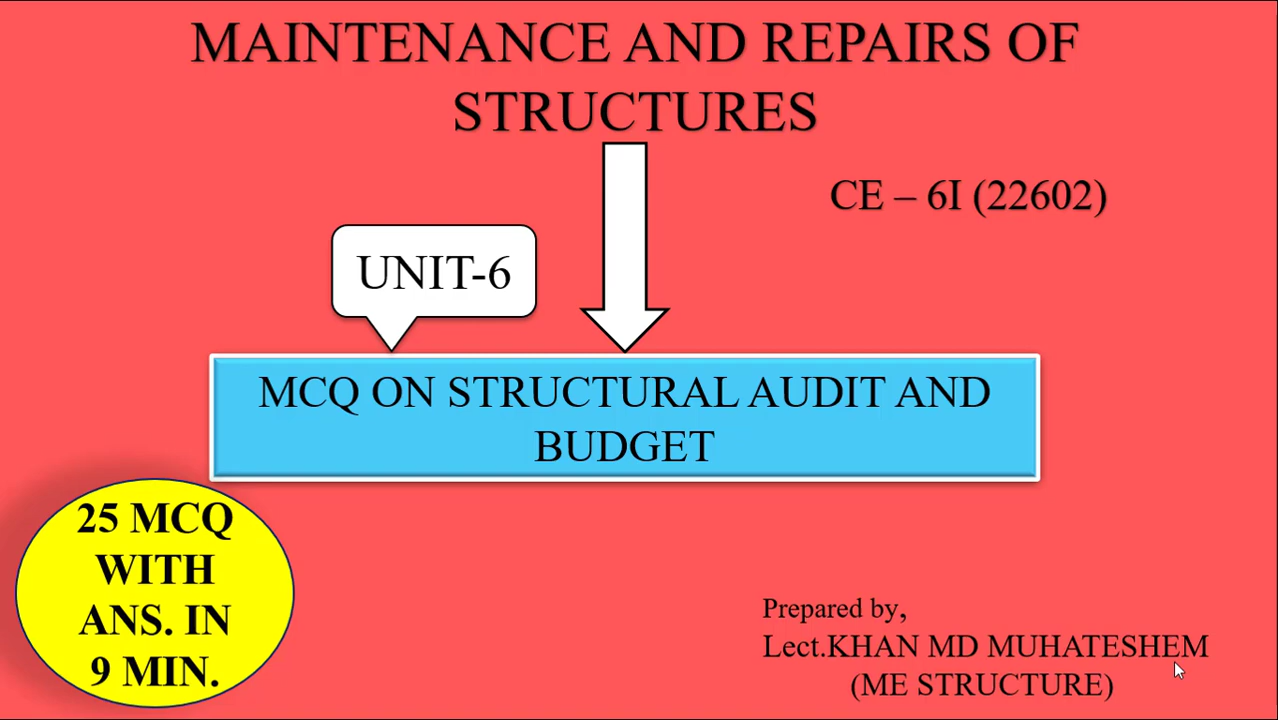 MAINTENANCE AND REPAIRS OF
STRUCTURES
CE – 6I (22602)
UNIT-6
MCQ ON STRUCTURAL AUDIT AND
BUDGET
25 MCQ
WITH
ANS. IN
9 MIN.
Prepared by,
Lect.KHAN MD MUHATESHEM
(ME STRUCTURE)